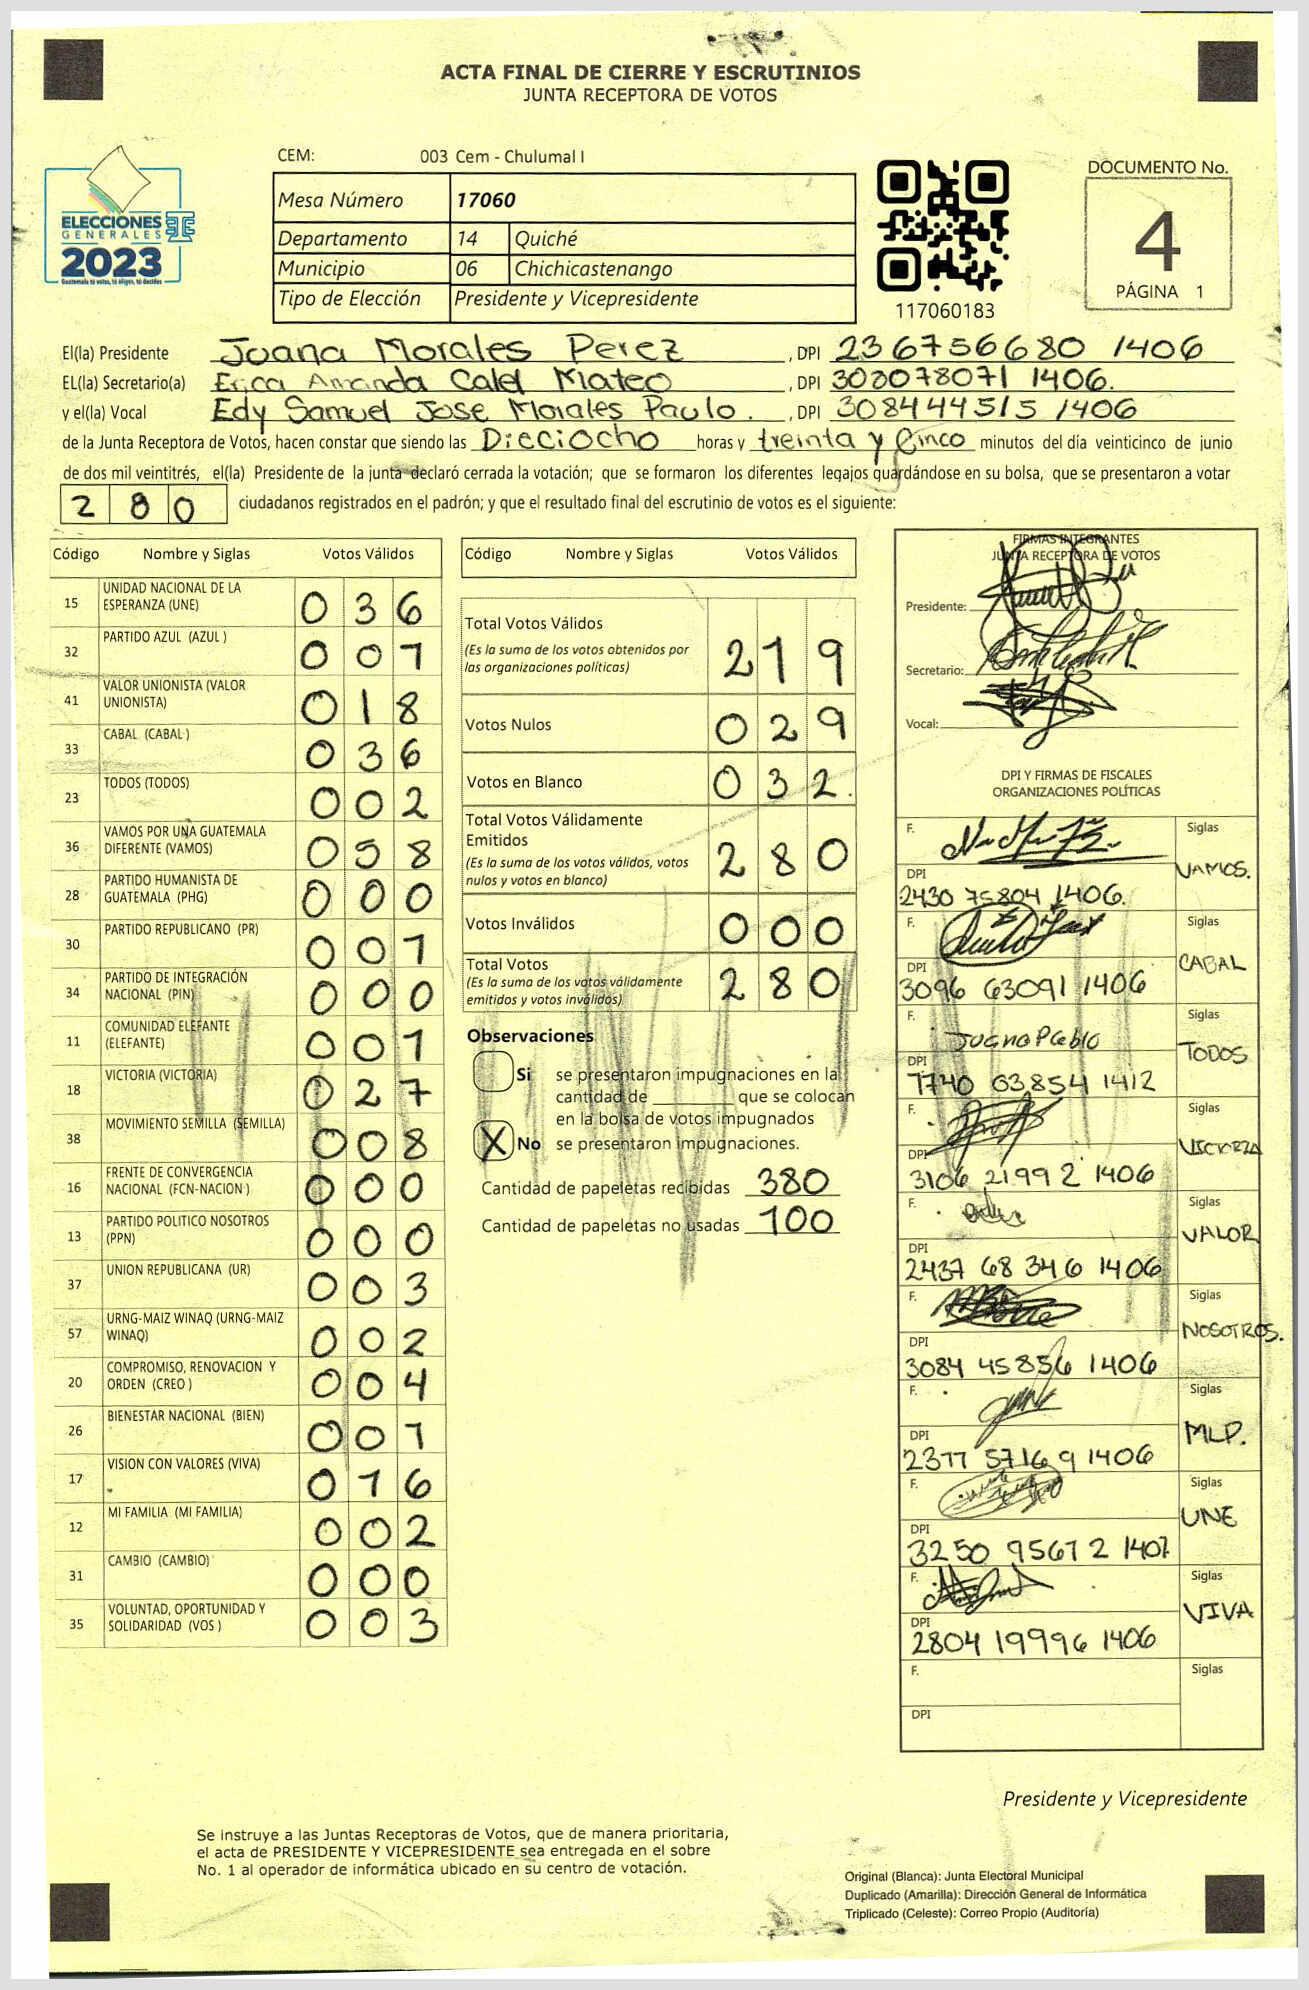 ACTA FINAL DE CIERRE Y ESCRUTINIOS
JUNTA RECEPTORA DE VOTOS
CEM: 003 Cem - Chulumal I
ELECCIONES
GENERALES
2023
Guatemala tú votas, tú eliges, tú decides
Mesa Número 17060
Departamento 14 Quiché
Municipio 06 Chichicastenango
Tipo de Elección Presidente y Vicepresidente
117060183
DOCUMENTO No.
4
PÁGINA 1
El(la) Presidente Juana Morales Perez, DPI 236756680 1406
EL(la) Secretario(a) Erica Amanda Calel Mateo, DPI 308078071 1406.
y el(la) Vocal Edy Samuel Jose Morales Paulo., DPI 308444515 1406
de la Junta Receptora de Votos, hacen constar que siendo las Dieciocho horas y treinta y Cinco minutos del día veinticinco de junio
de dos mil veintitrés, el(la) Presidente de la junta declaró cerrada la votación; que se formaron los diferentes legajos guardándose en su bolsa, que se presentaron a votar
280 ciudadanos registrados en el padrón; y que el resultado final del escrutinio de votos es el siguiente:
Código Nombre y Siglas Votos Válidos
15 UNIDAD NACIONAL DE LA ESPERANZA (UNE) 036
32 PARTIDO AZUL (AZUL ) 001
41 VALOR UNIONISTA (VALOR UNIONISTA) 018
33 CABAL (CABAL ) 036
23 TODOS (TODOS) 002
36 VAMOS POR UNA GUATEMALA DIFERENTE (VAMOS) 058
28 PARTIDO HUMANISTA DE GUATEMALA (PHG) 000
30 PARTIDO REPUBLICANO (PR) 001
34 PARTIDO DE INTEGRACIÓN NACIONAL (PIN) 000
11 COMUNIDAD ELEFANTE (ELEFANTE) 001
18 VICTORIA (VICTORIA) 027
38 MOVIMIENTO SEMILLA (SEMILLA) 008
16 FRENTE DE CONVERGENCIA NACIONAL (FCN-NACION ) 000
13 PARTIDO POLITICO NOSOTROS (PPN) 000
37 UNION REPUBLICANA (UR) 003
57 URNG-MAIZ WINAQ (URNG-MAIZ WINAQ) 002
20 COMPROMISO, RENOVACION Y ORDEN (CREO ) 004
26 BIENESTAR NACIONAL (BIEN) 001
17 VISION CON VALORES (VIVA) 016
12 MI FAMILIA (MI FAMILIA) 002
31 CAMBIO (CAMBIO) 000
35 VOLUNTAD, OPORTUNIDAD Y SOLIDARIDAD (VOS ) 003
Código Nombre y Siglas Votos Válidos
Total Votos Válidos 219
(Es la suma de los votos obtenidos por
las organizaciones políticas)
Votos Nulos 029
Votos en Blanco 032.
Total Votos Válidamente
Emitidos 280
(Es la suma de los votos válidos, votos
nulos y votos en blanco)
Votos Inválidos 000
Total Votos 280
(Es la suma de los votos válidamente
emitidos y votos inválidos)
Observaciones
Si se presentaron impugnaciones en la
cantidad de ________ que se colocan
en la bolsa de votos impugnados
X No se presentaron impugnaciones.
Cantidad de papeletas recibidas 380
Cantidad de papeletas no usadas 100
FIRMAS INTEGRANTES
JUNTA RECEPTORA DE VOTOS
Presidente:
Secretario:
Vocal:
DPI Y FIRMAS DE FISCALES
ORGANIZACIONES POLÍTICAS
F. Siglas VAMOS.
DPI 2430 75804 1406.
F. Siglas CABAL
DPI 3096 63091 1406
F. Juana Pablo Siglas TODOS
DPI 1740 03854 1412
F. Siglas VICTORIA
DPI 3106 21992 1406
F. Siglas VALOR
DPI 2437 68346 1406
F. Siglas NOSOTROS.
DPI 3084 45856 1406
F. Siglas MLP.
DPI 2377 57169 1406
F. Siglas UNE
DPI 3250 95672 1407
F. Siglas VIVA
DPI 2804 19996 1406
F. Siglas
DPI
Presidente y Vicepresidente
Se instruye a las Juntas Receptoras de Votos, que de manera prioritaria,
el acta de PRESIDENTE Y VICEPRESIDENTE sea entregada en el sobre
No. 1 al operador de informática ubicado en su centro de votación.
Original (Blanca): Junta Electoral Municipal
Duplicado (Amarilla): Dirección General de Informática
Triplicado (Celeste): Correo Propio (Auditoría)